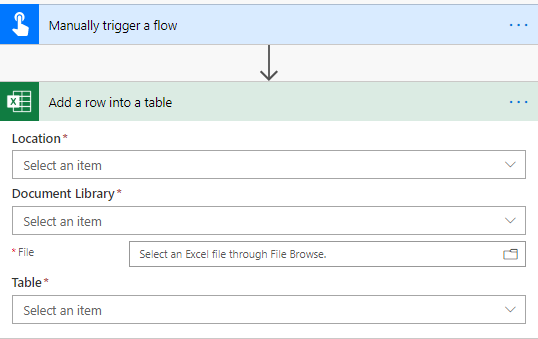 Manually trigger a flow
Add a row into a table
Location*
Select an item
Document Library*
Select an item
* File
Select an Excel file through File Browse.
Table*
Select an item